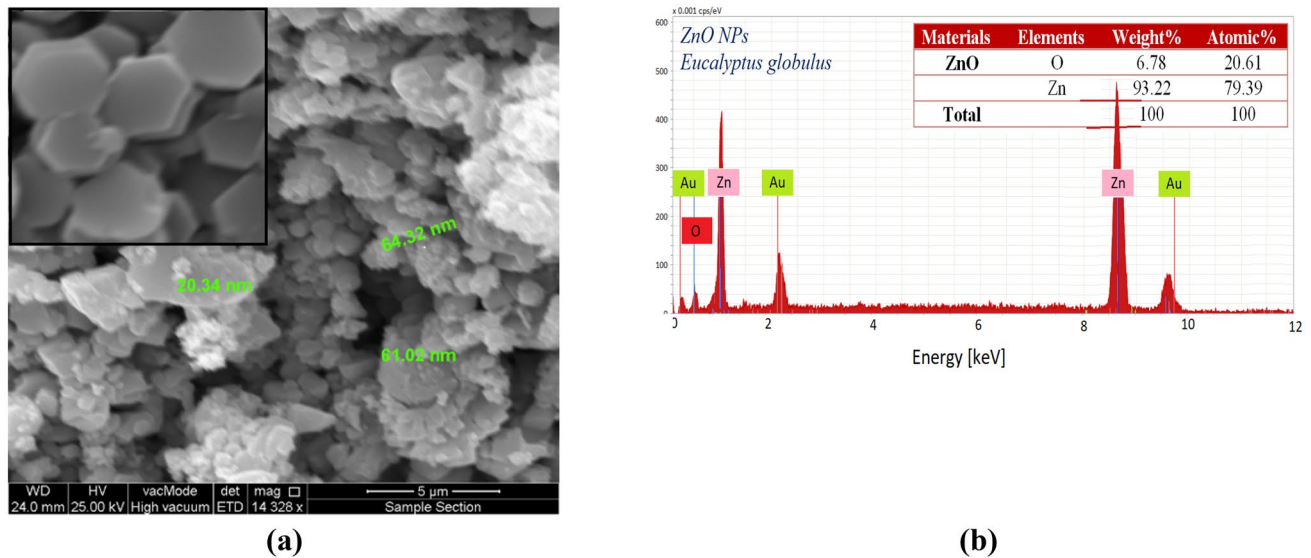 64.32 nm
20.34 nm
61.02 nm
WD HV vacMode det mag 5 µm
24.0 mm 25.00 kV High vacuum ETD 14 328 x Sample Section
(a)
x 0.001 cps/eV
ZnO NPs
Eucalyptus globulus
Materials Elements Weight% Atomic%
ZnO O 6.78 20.61
Zn 93.22 79.39
Total 100 100
600
500
400
300
200
100
0
Au Zn Au Zn Au
O
0 2 4 6 8 10 12
Energy [keV]
(b)